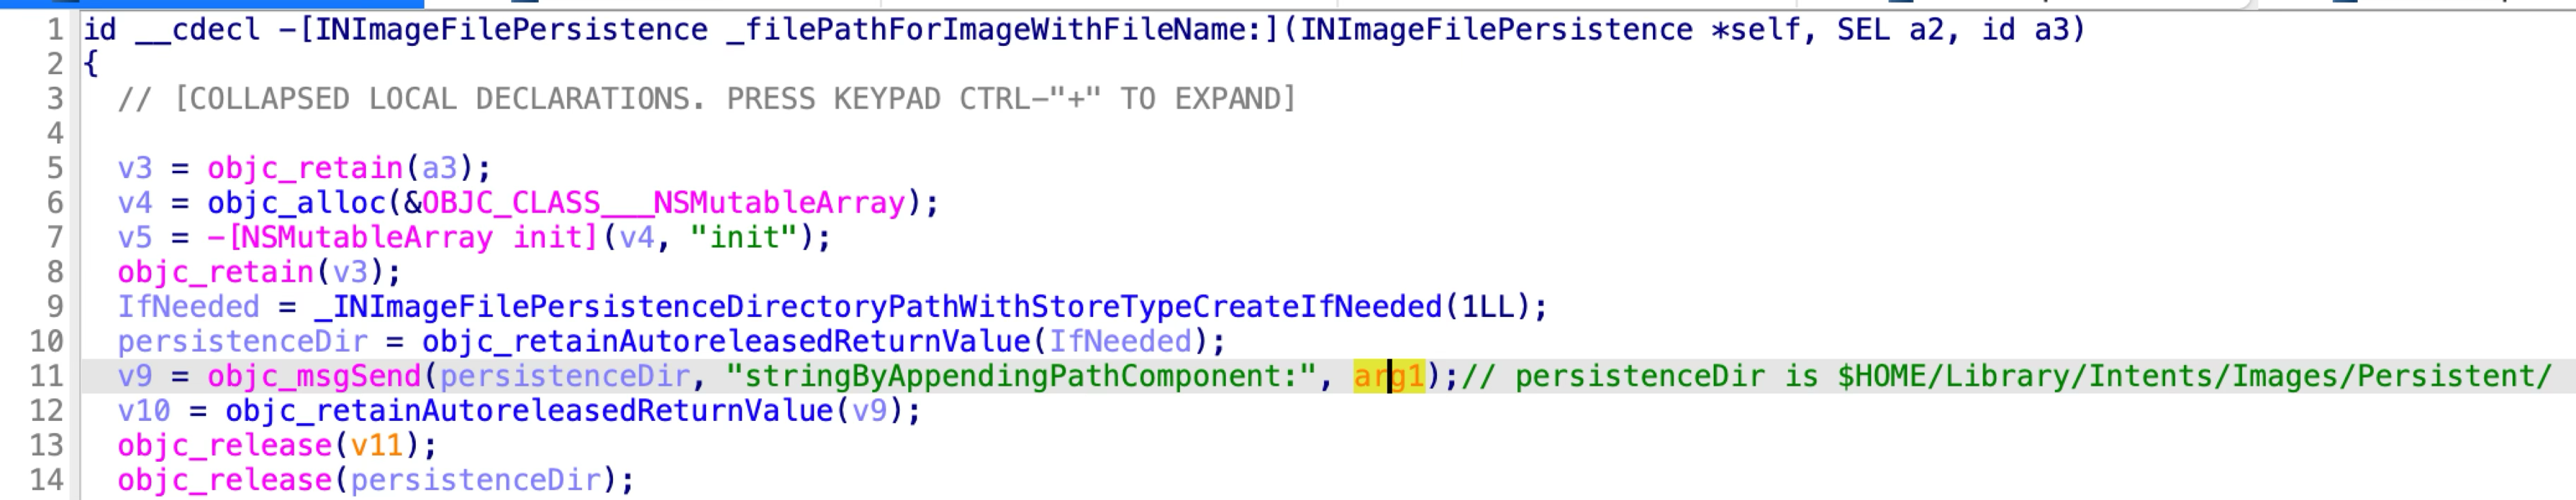 1 id __cdecl -[INImageFilePersistence _filePathForImageWithFileName:](INImageFilePersistence *self, SEL a2, id a3)
2 {
3   // [COLLAPSED LOCAL DECLARATIONS. PRESS KEYPAD CTRL-"+" TO EXPAND]
4
5   v3 = objc_retain(a3);
6   v4 = objc_alloc(&OBJC_CLASS___NSMutableArray);
7   v5 = -[NSMutableArray init](v4, "init");
8   objc_retain(v3);
9   IfNeeded = _INImageFilePersistenceDirectoryPathWithStoreTypeCreateIfNeeded(1LL);
10   persistenceDir = objc_retainAutoreleasedReturnValue(IfNeeded);
11   v9 = objc_msgSend(persistenceDir, "stringByAppendingPathComponent:", arg1);// persistenceDir is $HOME/Library/Intents/Images/Persistent/
12   v10 = objc_retainAutoreleasedReturnValue(v9);
13   objc_release(v11);
14   objc_release(persistenceDir);